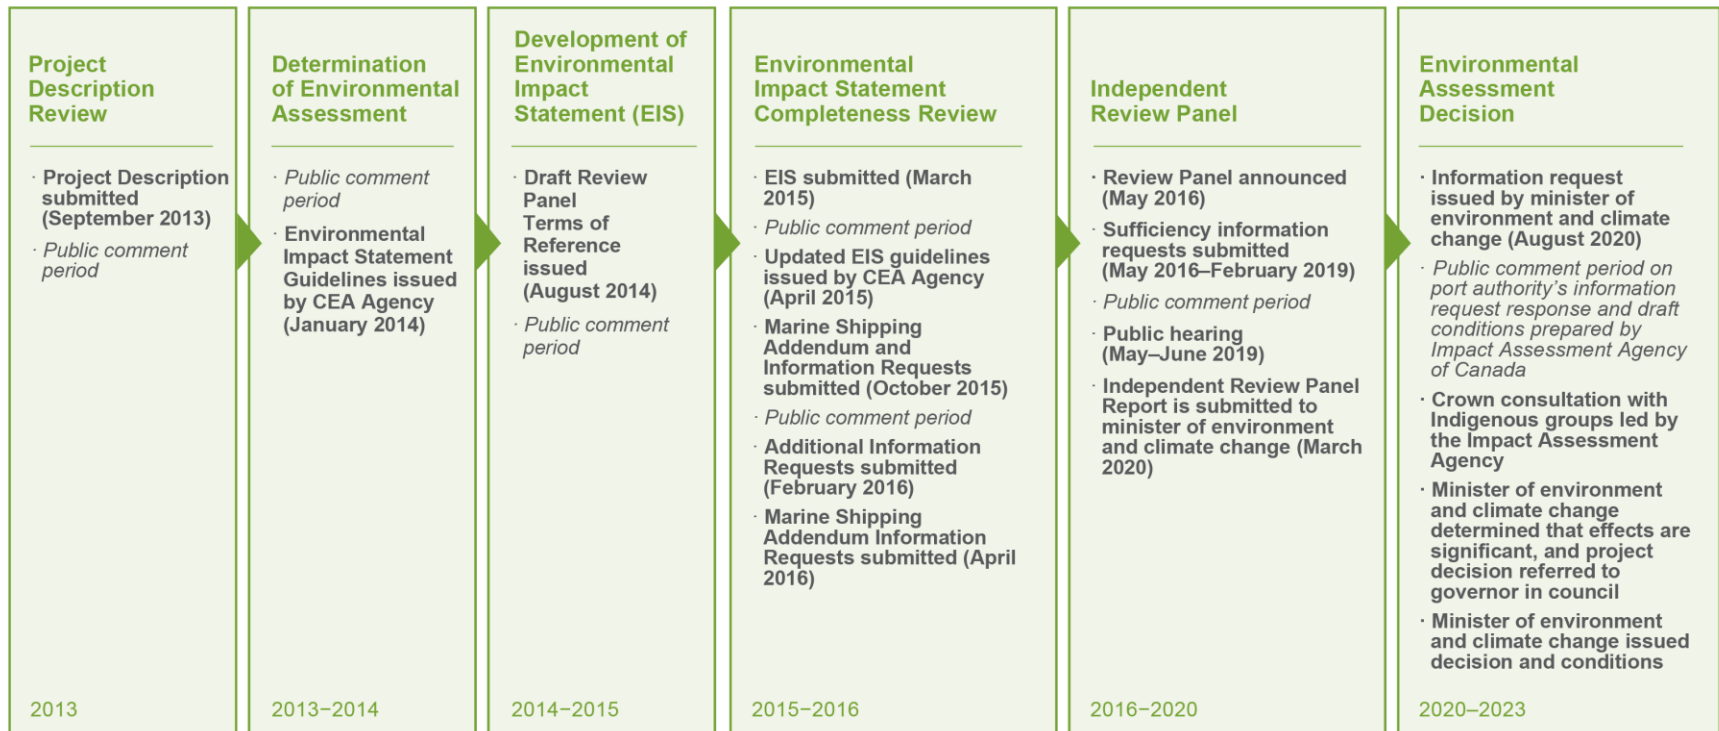 Project
Description
Review
· Project Description
submitted
(September 2013)
· Public comment
period
2013
Determination
of Environmental
Assessment
· Public comment
period
· Environmental
Impact Statement
Guidelines issued
by CEA Agency
(January 2014)
2013–2014
Development of
Environmental
Impact
Statement (EIS)
· Draft Review
Panel
Terms of
Reference
issued
(August 2014)
· Public comment
period
2014–2015
Environmental
Impact Statement
Completeness Review
· EIS submitted (March
2015)
· Public comment period
· Updated EIS guidelines
issued by CEA Agency
(April 2015)
· Marine Shipping
Addendum and
Information Requests
submitted (October 2015)
· Public comment period
· Additional Information
Requests submitted
(February 2016)
· Marine Shipping
Addendum Information
Requests submitted (April
2016)
2015–2016
Independent
Review Panel
· Review Panel announced
(May 2016)
· Sufficiency information
requests submitted
(May 2016–February 2019)
· Public comment period
· Public hearing
(May–June 2019)
· Independent Review Panel
Report is submitted to
minister of environment
and climate change (March
2020)
2016–2020
Environmental
Assessment
Decision
· Information request
issued by minister of
environment and climate
change (August 2020)
· Public comment period on
port authority’s information
request response and draft
conditions prepared by
Impact Assessment Agency
of Canada
· Crown consultation with
Indigenous groups led by
the Impact Assessment
Agency
· Minister of environment
and climate change
determined that effects are
significant, and project
decision referred to
governor in council
· Minister of environment
and climate change issued
decision and conditions
2020–2023